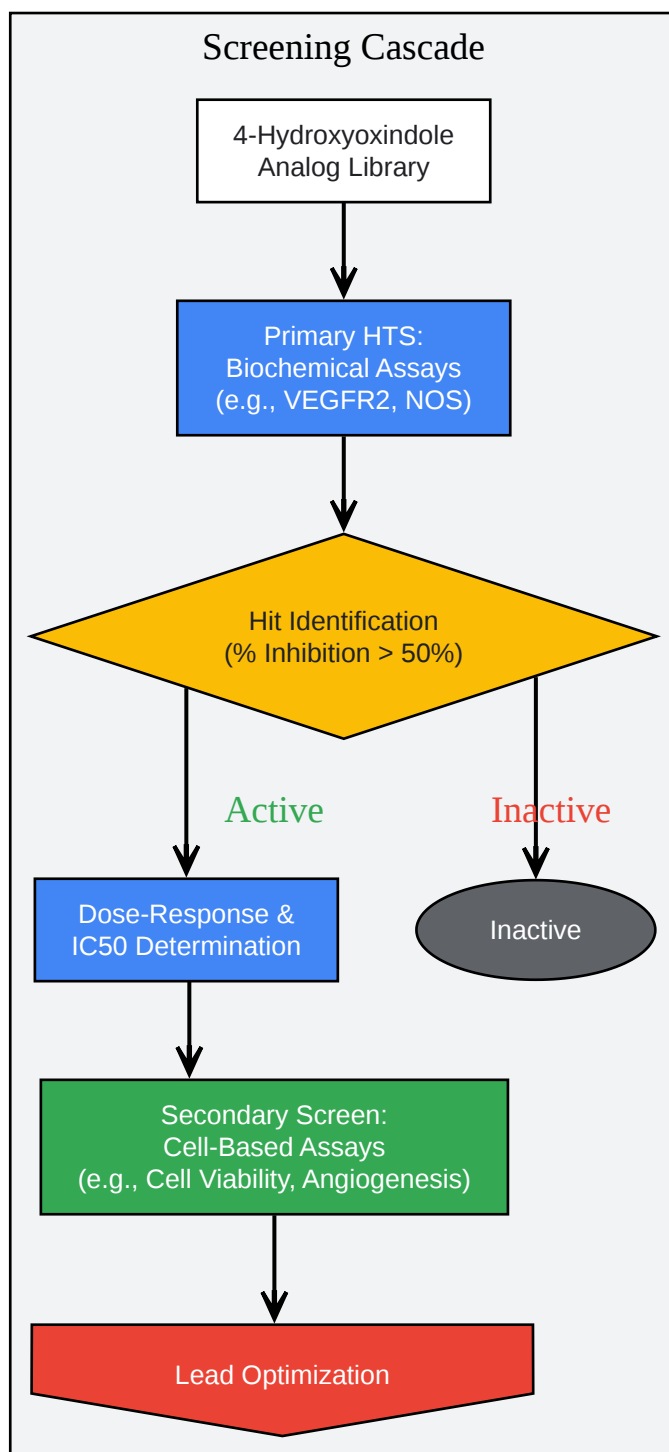 Screening Cascade
4-Hydroxyoxindole
Analog Library
Primary HTS:
Biochemical Assays
(e.g., VEGFR2, NOS)
Hit Identification
(% Inhibition > 50%)
Active
Inactive
Dose-Response &
IC50 Determination
Inactive
Secondary Screen:
Cell-Based Assays
(e.g., Cell Viability, Angiogenesis)
Lead Optimization